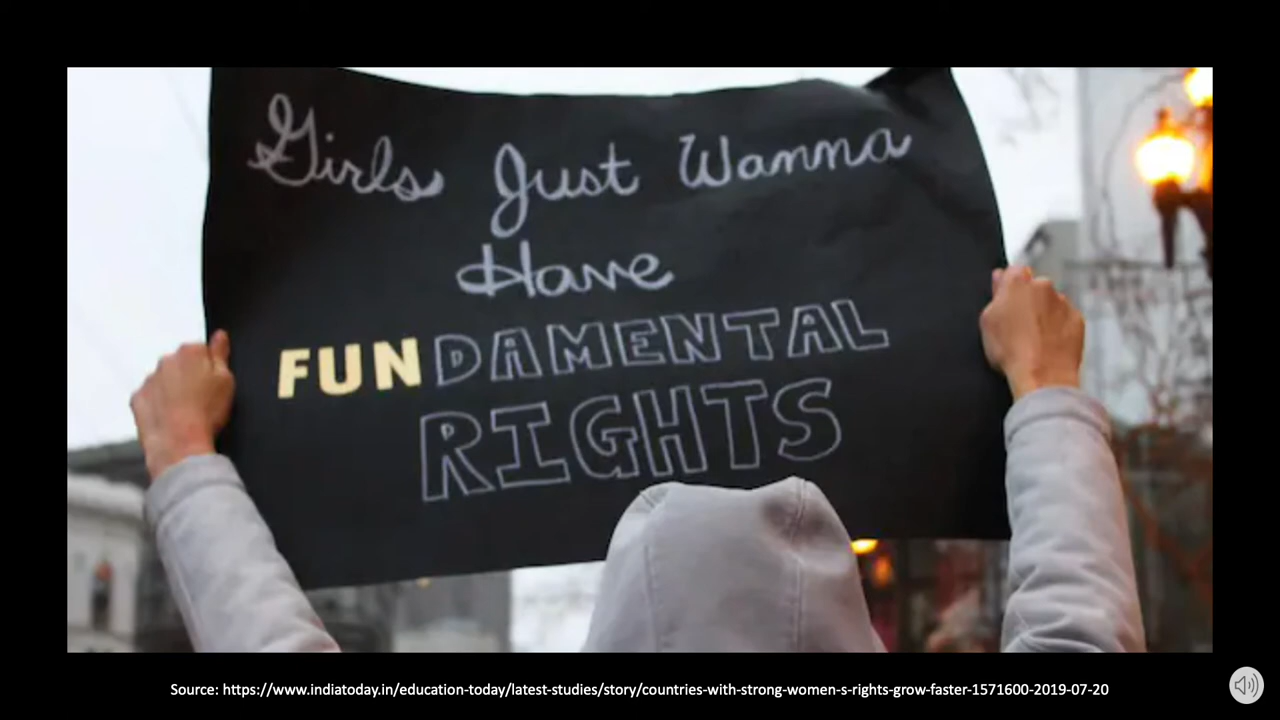 Girls Just Wanna
Have
FUNDAMENTAL
RIGHTS
Source: https://www.indiatoday.in/education-today/latest-studies/story/countries-with-strong-women-s-rights-grow-faster-1571600-2019-07-20